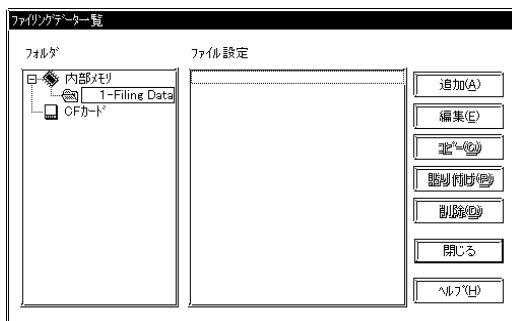 ﾌｧｲﾘﾝｸﾞﾃﾞｰﾀ一覧
ﾌｫﾙﾀﾞ
ﾌｧｲﾙ設定
内部ﾒﾓﾘ
1-Filing Data
CFｶｰﾄﾞ
追加(A)
編集(E)
ｺﾋﾟｰ(C)
貼り付け(P)
削除(D)
閉じる
ﾍﾙﾌﾟ(H)